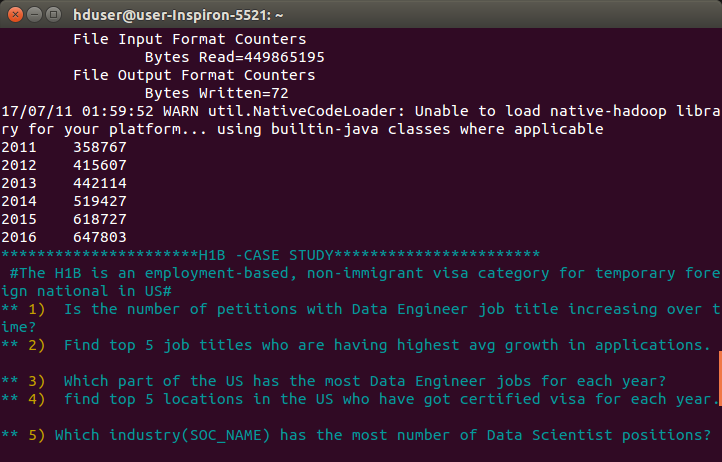 hduser@user-Inspiron-5521: ~
File Input Format Counters
Bytes Read=449865195
File Output Format Counters
Bytes Written=72
17/07/11 01:59:52 WARN util.NativeCodeLoader: Unable to load native-hadoop libra
ry for your platform... using builtin-java classes where applicable
2011    358767
2012    415607
2013    442114
2014    519427
2015    618727
2016    647803
*************************H1B -CASE STUDY***********************
#The H1B is an employment-based, non-immigrant visa category for temporary fore
ign national in US#
** 1)  Is the number of petitions with Data Engineer job title increasing over t
ime?
** 2)  Find top 5 job titles who are having highest avg growth in applications.
** 3)  Which part of the US has the most Data Engineer jobs for each year?
** 4)  find top 5 locations in the US who have got certified visa for each year.
** 5) Which industry(SOC_NAME) has the most number of Data Scientist positions?